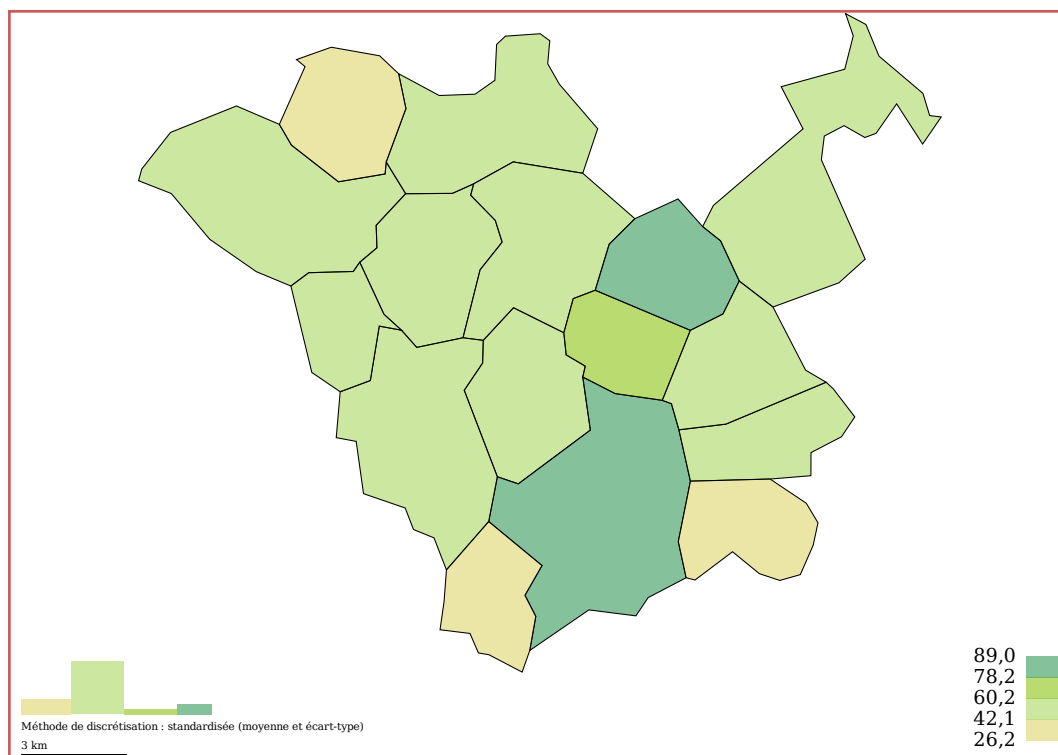 89,0
78,2
60,2
42,1
26,2
Méthode de discrétisation : standardisée (moyenne et écart-type)
3 km